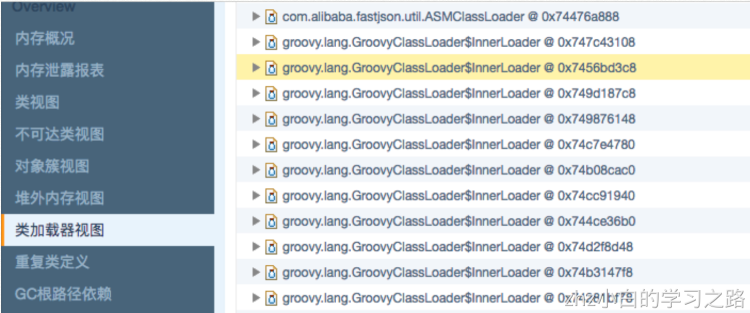 Overview
内存概况
内存泄露报表
类视图
不可达类视图
对象簇视图
堆外内存视图
类加载器视图
重复类定义
GC根路径依赖
com.alibaba.fastjson.util.ASMClassLoader @ 0x74476a888
groovy.lang.GroovyClassLoader$InnerLoader @ 0x747c43108
groovy.lang.GroovyClassLoader$InnerLoader @ 0x7456bd3c8
groovy.lang.GroovyClassLoader$InnerLoader @ 0x749d187c8
groovy.lang.GroovyClassLoader$InnerLoader @ 0x749876148
groovy.lang.GroovyClassLoader$InnerLoader @ 0x74c7e4780
groovy.lang.GroovyClassLoader$InnerLoader @ 0x74b08cac0
groovy.lang.GroovyClassLoader$InnerLoader @ 0x74cc91940
groovy.lang.GroovyClassLoader$InnerLoader @ 0x744ce36b0
groovy.lang.GroovyClassLoader$InnerLoader @ 0x74d2f8d48
groovy.lang.GroovyClassLoader$InnerLoader @ 0x74b3147f8
groovy.lang.GroovyClassLoader$InnerLoader @
zhz小白的学习之路